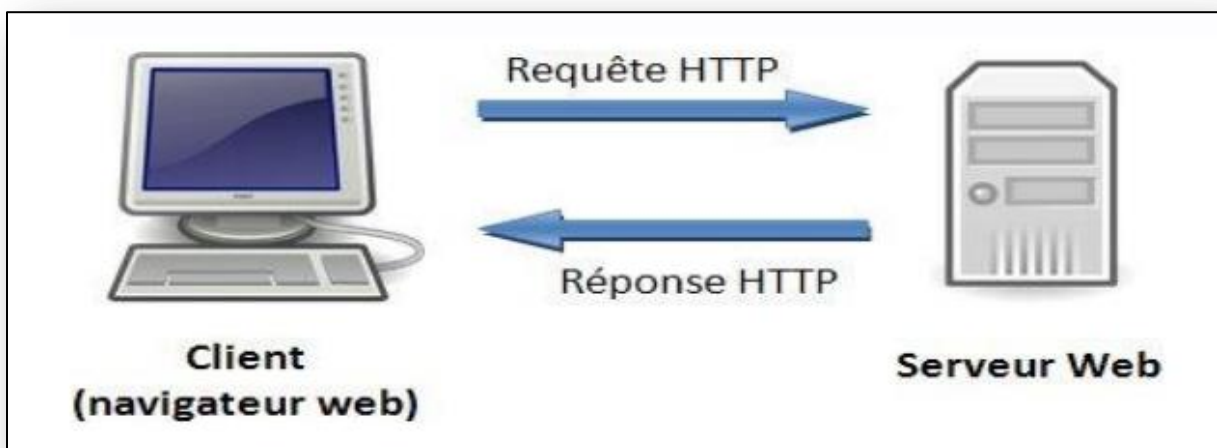 Requête HTTP
Réponse HTTP
Client
(navigateur web)
Serveur Web